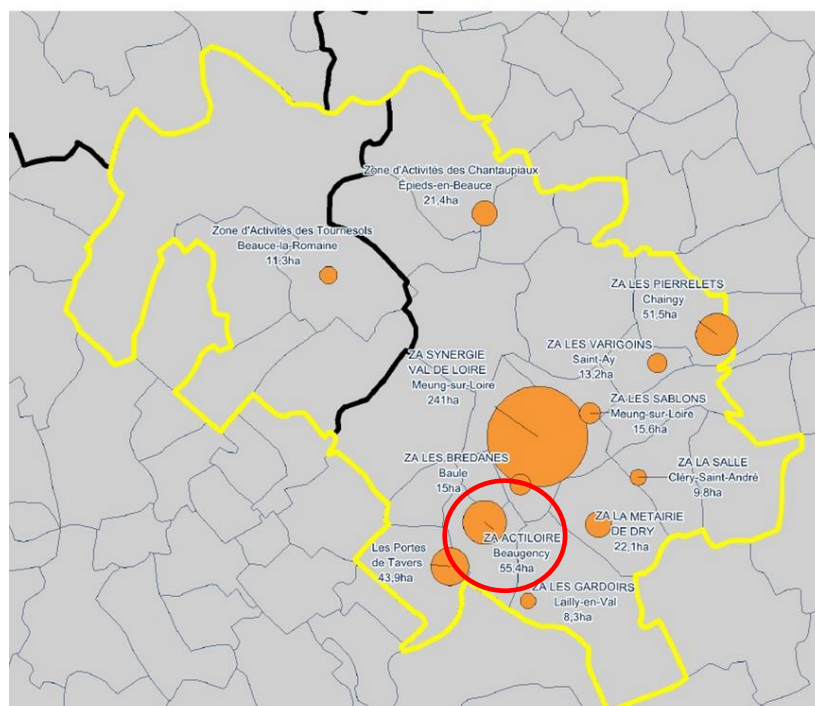 Zone d'Activités des Chantaupiaux
Épieds-en-Beauce
21,4ha
Zone d'Activités des Tournesols
Beauce-la-Romaine
11,3ha
ZA LES PIERRELETS
Chaingy
51,5ha
ZA LES VARIGOINS
Saint-Ay
13,2ha
ZA SYNERGIE
VAL DE LOIRE
Meung-sur-Loire
241ha
ZA LES SABLONS
Meung-sur-Loire
15,6ha
ZA LES BREDANES
Baule
15ha
ZA LA SALLE
Cléry-Saint-André
9,8ha
ZA LA METAIRIE
DE DRY
22,1ha
ZA ACTILOIRE
Beaugency
55,4ha
Les Portes
de Tavers
43,9ha
ZA LES GARDOIRS
Lailly-en-Val
8,3ha